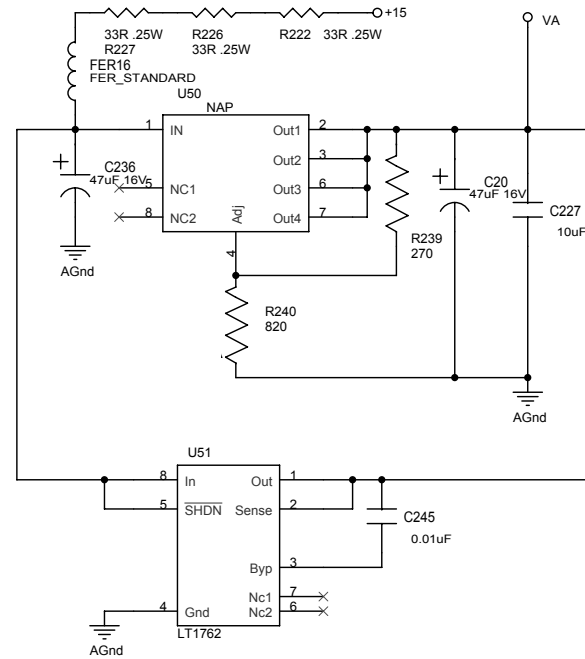 +15
VA
33R .25W
R226
R222
33R .25W
R227
33R .25W
FER16
FER_STANDARD
U50
NAP
1
IN
Out1
2
Out2
3
C236
47uF 16V
5
NC1
Out3
6
C20
47uF 16V
8
NC2
Adj
Out4
7
C227
10uF
4
R239
270
AGnd
R240
820
AGnd
U51
8
In
Out
1
5
SHDN
Sense
2
C245
0.01uF
Byp
3
Nc1
7
4
Gnd
Nc2
6
LT1762
AGnd